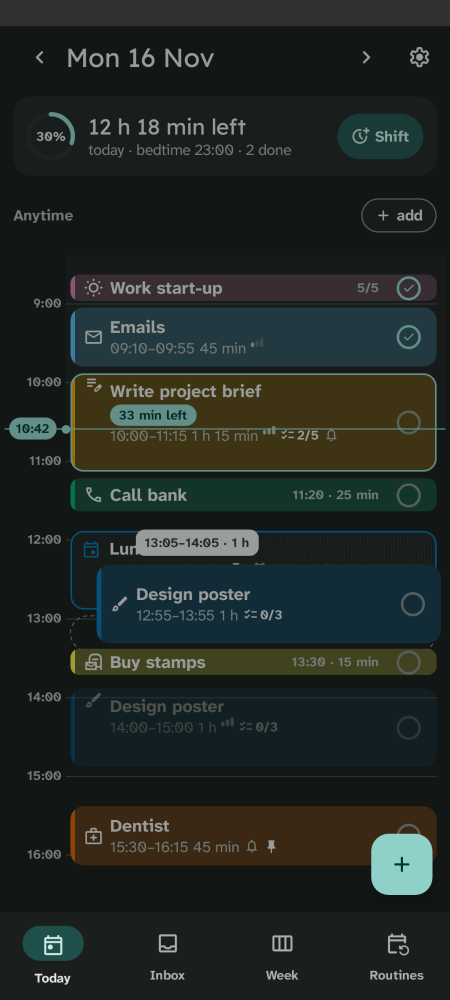 Mon 16 Nov
30%
12 h 18 min left
today · bedtime 23:00 · 2 done
Shift
Anytime
+ add
Work start-up
5/5
9:00
Emails
09:10–09:55 45 min
10:00
Write project brief
33 min left
10:42
10:00–11:15 1 h 15 min 2/5
11:00
Call bank
11:20 · 25 min
12:00
13:05–14:05 · 1 h
Design poster
12:55–13:55 1 h 0/3
13:00
Buy stamps
13:30 · 15 min
14:00
Design poster
14:00–15:00 1 h 0/3
15:00
Dentist
15:30–16:15 45 min
16:00
Today
Inbox
Week
Routines